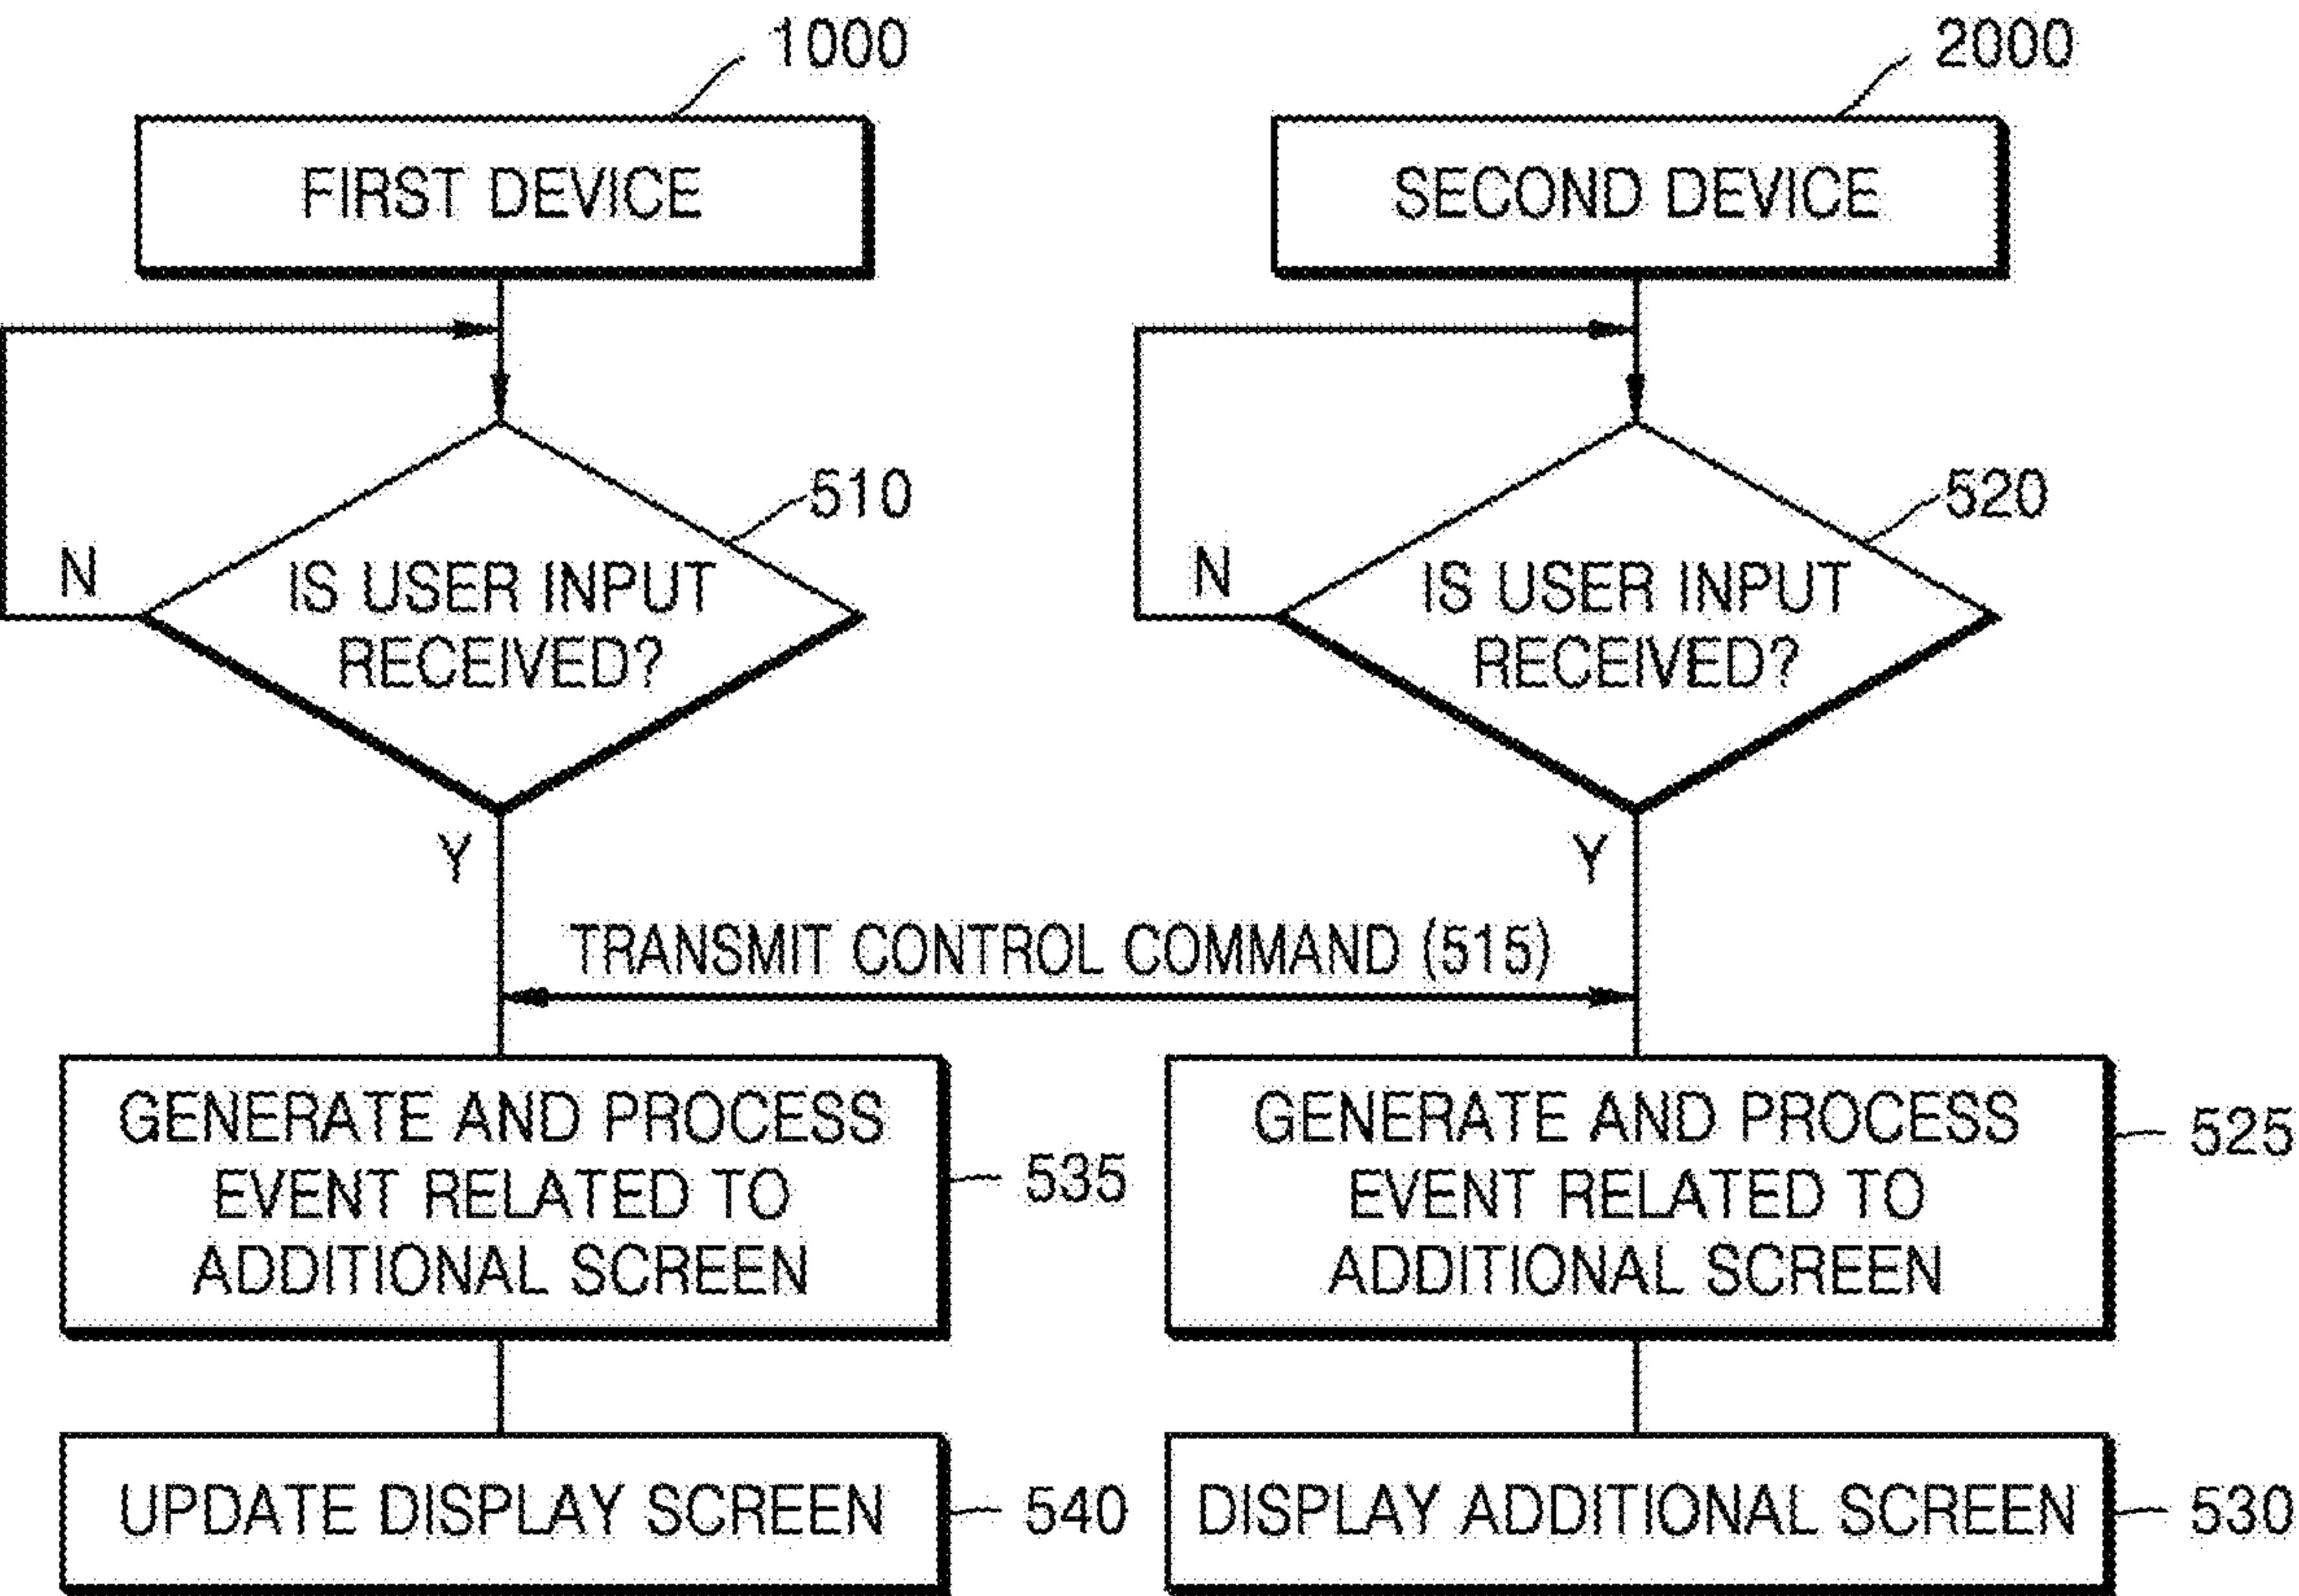 1000
2000
FIRST DEVICE
SECOND DEVICE
510
520
N
IS USER INPUT
RECEIVED?
N
IS USER INPUT
RECEIVED?
Y
Y
TRANSMIT CONTROL COMMAND (515)
GENERATE AND PROCESS
EVENT RELATED TO
ADDITIONAL SCREEN
535
GENERATE AND PROCESS
EVENT RELATED TO
ADDITIONAL SCREEN
525
UPDATE DISPLAY SCREEN
540
DISPLAY ADDITIONAL SCREEN
530